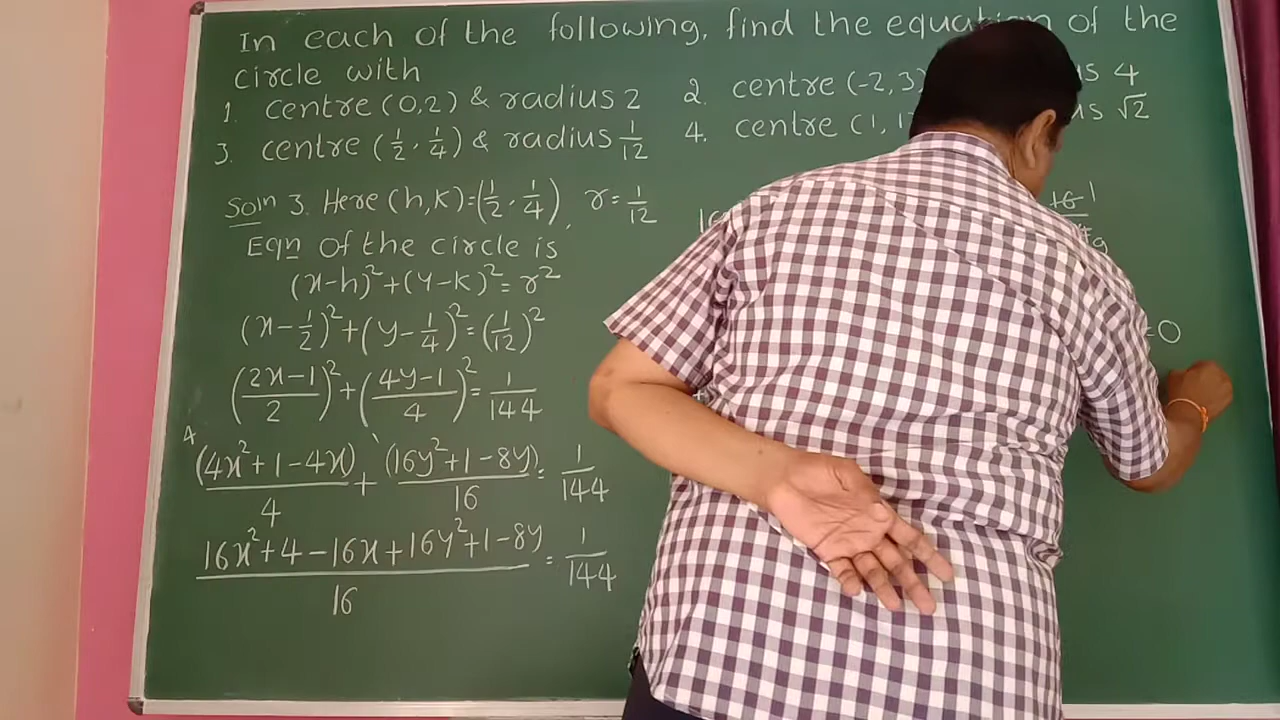 In each of the following, find the equation of the
circle with
1. centre (0,2) & radius 2 2. centre (-2,3) 4
3. centre (1/2, 1/4) & radius 1/12 4. centre (1,1) √2
Soln 3. Here (h,k)=(1/2, 1/4), r=1/12
Eqn of the circle is
(x-h)²+(y-k)²=r²
(x-1/2)²+(y-1/4)²=(1/12)²
((2x-1)/2)²+((4y-1)/4)²=1/144
4 (4x²+1-4x)/4 + (16y²+1-8y)/16 = 1/144
(16x²+4-16x+16y²+1-8y)/16 = 1/144
=0